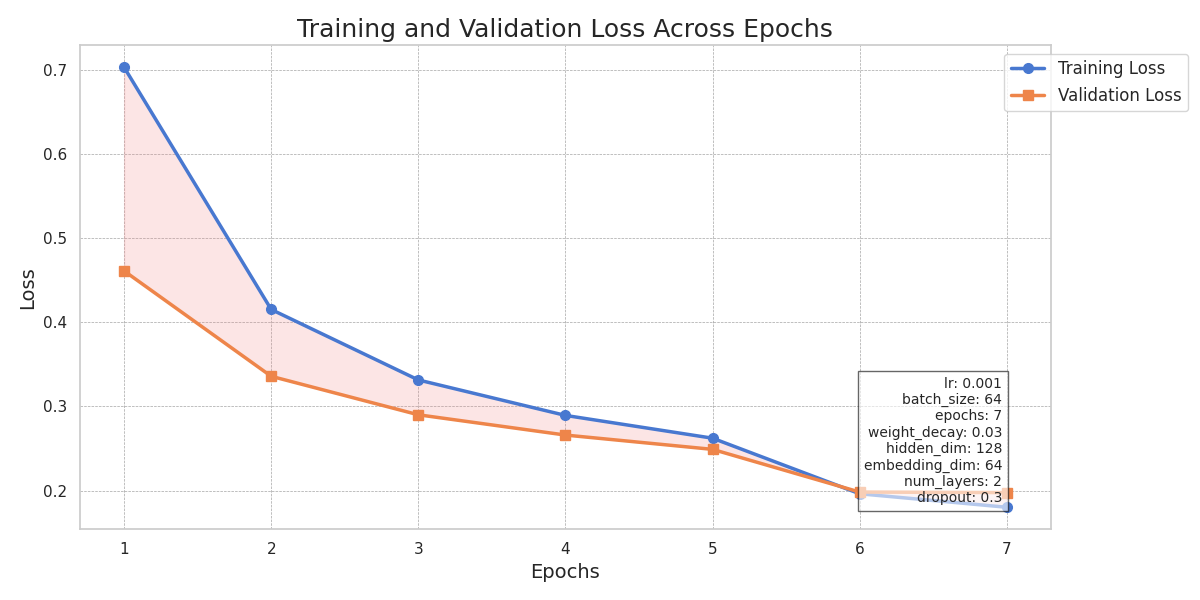 Training and Validation Loss Across Epochs
Training Loss
Validation Loss
Loss
0.7
0.6
0.5
0.4
0.3
0.2
lr: 0.001
batch_size: 64
epochs: 7
weight_decay: 0.03
hidden_dim: 128
embedding_dim: 64
num_layers: 2
dropout: 0.3
1 2 3 4 5 6 7
Epochs